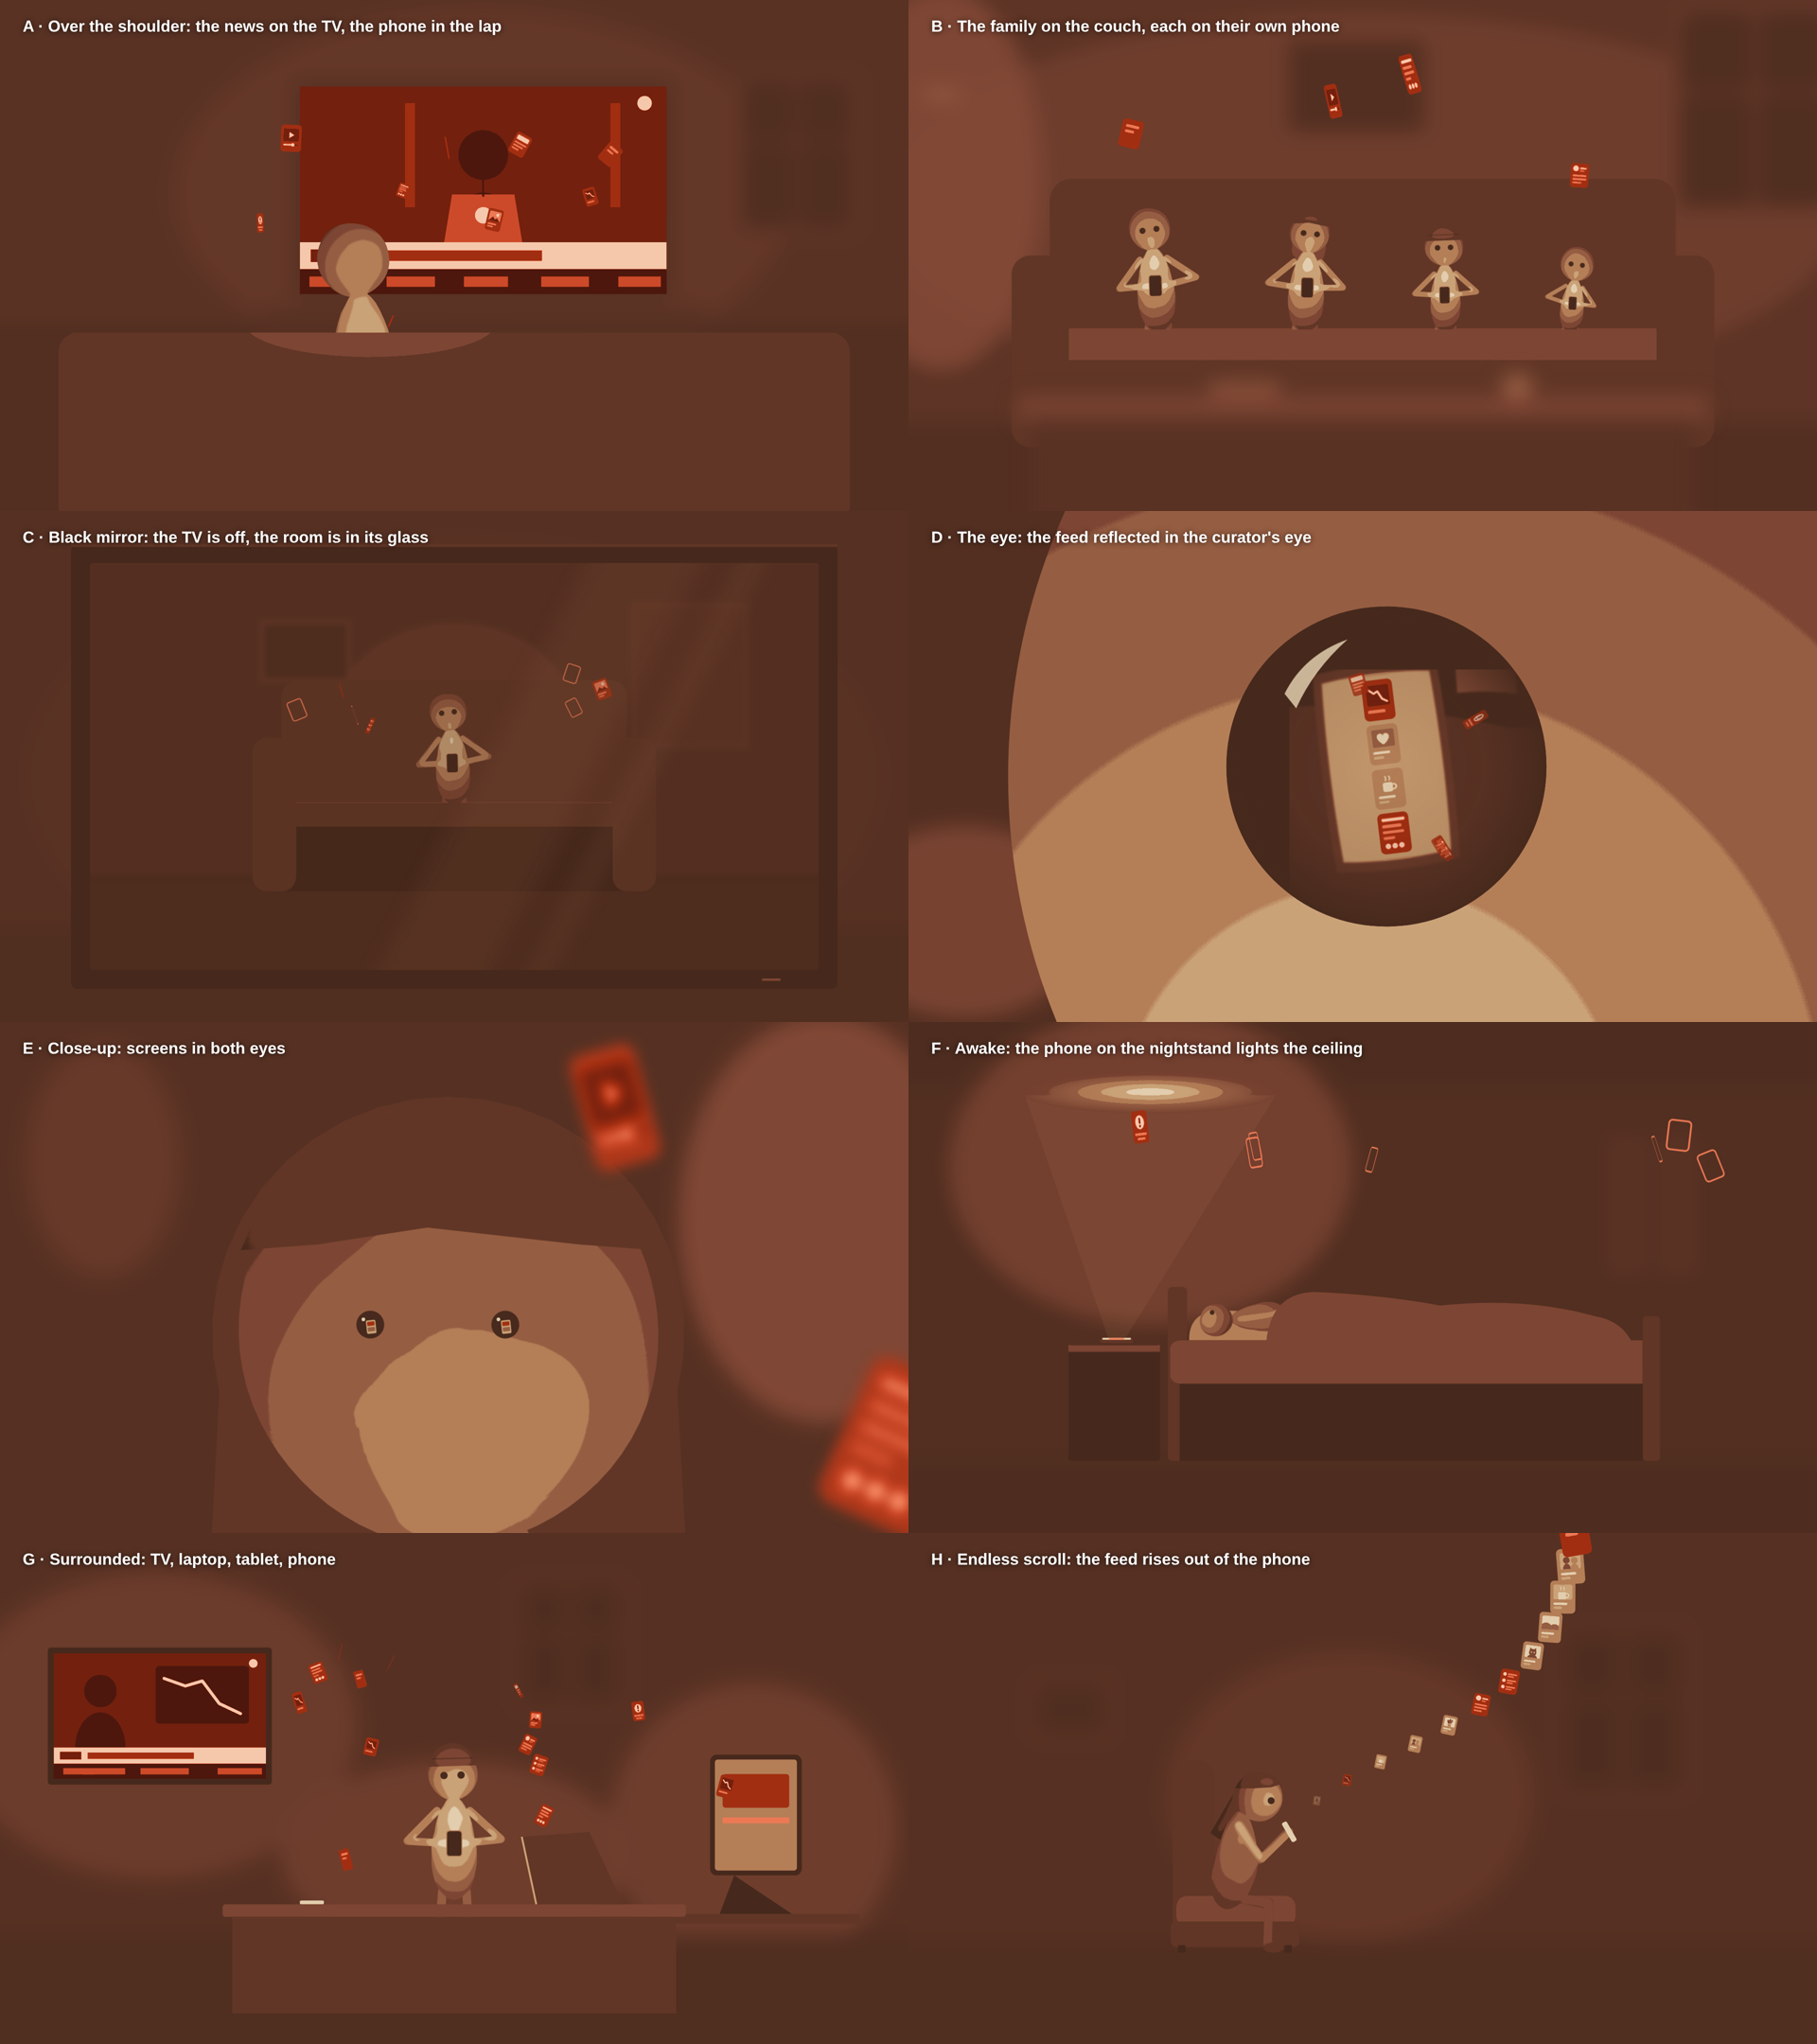 A · Over the shoulder: the news on the TV, the phone in the lap
B · The family on the couch, each on their own phone
C · Black mirror: the TV is off, the room is in its glass
D · The eye: the feed reflected in the curator's eye
E · Close-up: screens in both eyes
F · Awake: the phone on the nightstand lights the ceiling
G · Surrounded: TV, laptop, tablet, phone
H · Endless scroll: the feed rises out of the phone